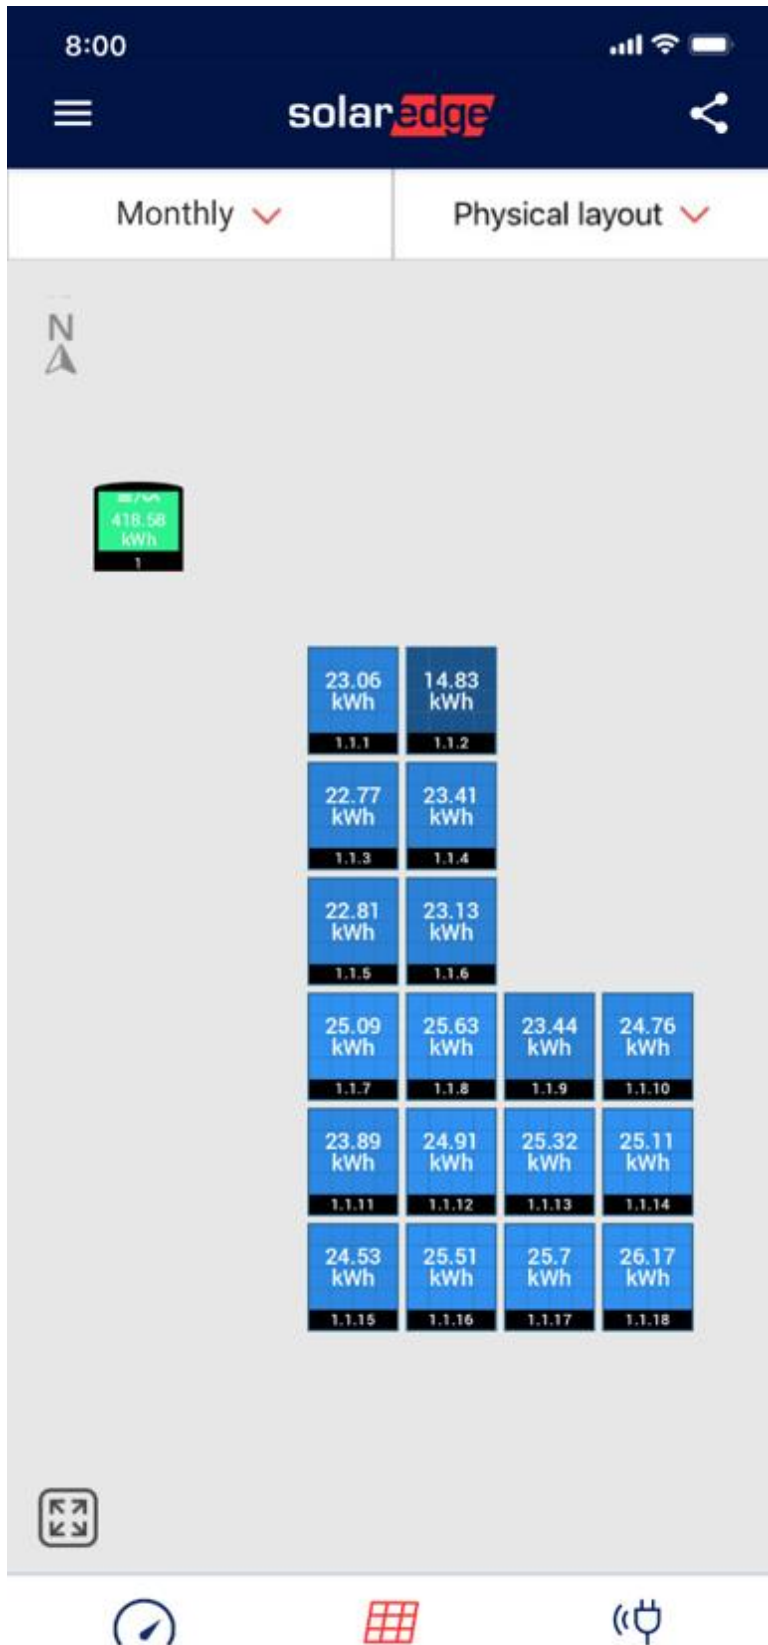 8:00
solaredge
Monthly
Physical layout
N
418.58
kWh
1
23.06
kWh
1.1.1
14.83
kWh
1.1.2
22.77
kWh
1.1.3
23.41
kWh
1.1.4
22.81
kWh
1.1.5
23.13
kWh
1.1.6
25.09
kWh
1.1.7
25.63
kWh
1.1.8
23.44
kWh
1.1.9
24.76
kWh
1.1.10
23.89
kWh
1.1.11
24.91
kWh
1.1.12
25.32
kWh
1.1.13
25.11
kWh
1.1.14
24.53
kWh
1.1.15
25.51
kWh
1.1.16
25.7
kWh
1.1.17
26.17
kWh
1.1.18